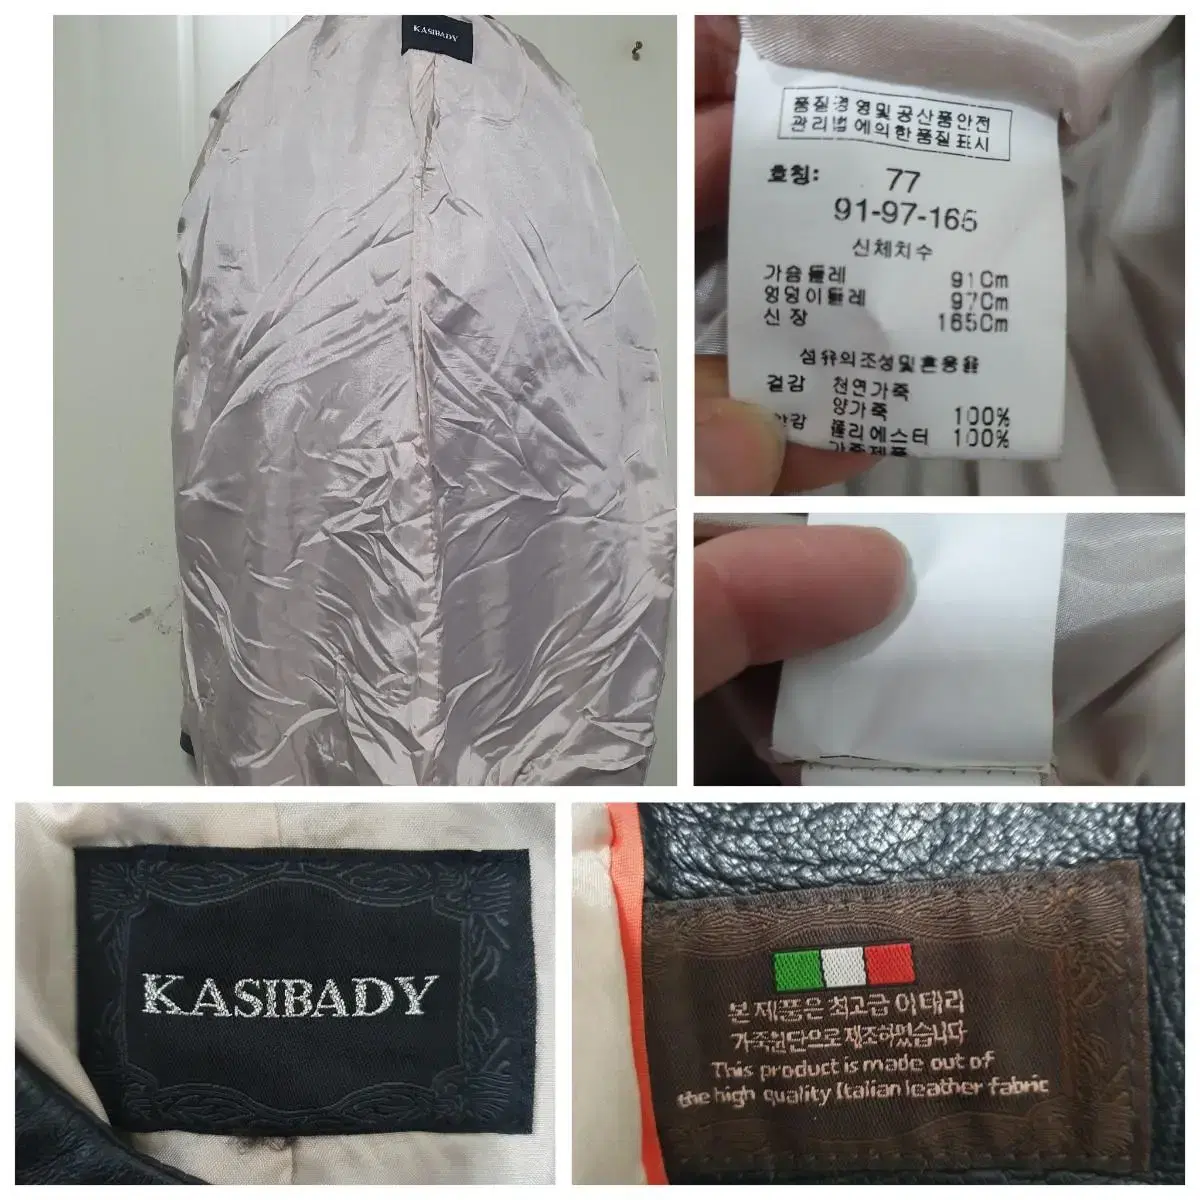 KASIBADY
품질경영및공산품안전
관리법에의한품질표시
호칭: 77
91-97-165
신체치수
가슴둘레 91Cm
엉덩이둘레 97Cm
신장 165Cm
섬유의조성및혼용율
겉감 천연가죽
양가죽 100%
안감 폴리에스터 100%
가죽제품
KASIBADY
본 제품은 최고급 이태리
가죽원단으로제조하였습니다
This product is made out of
the high quality Italian leather fabric